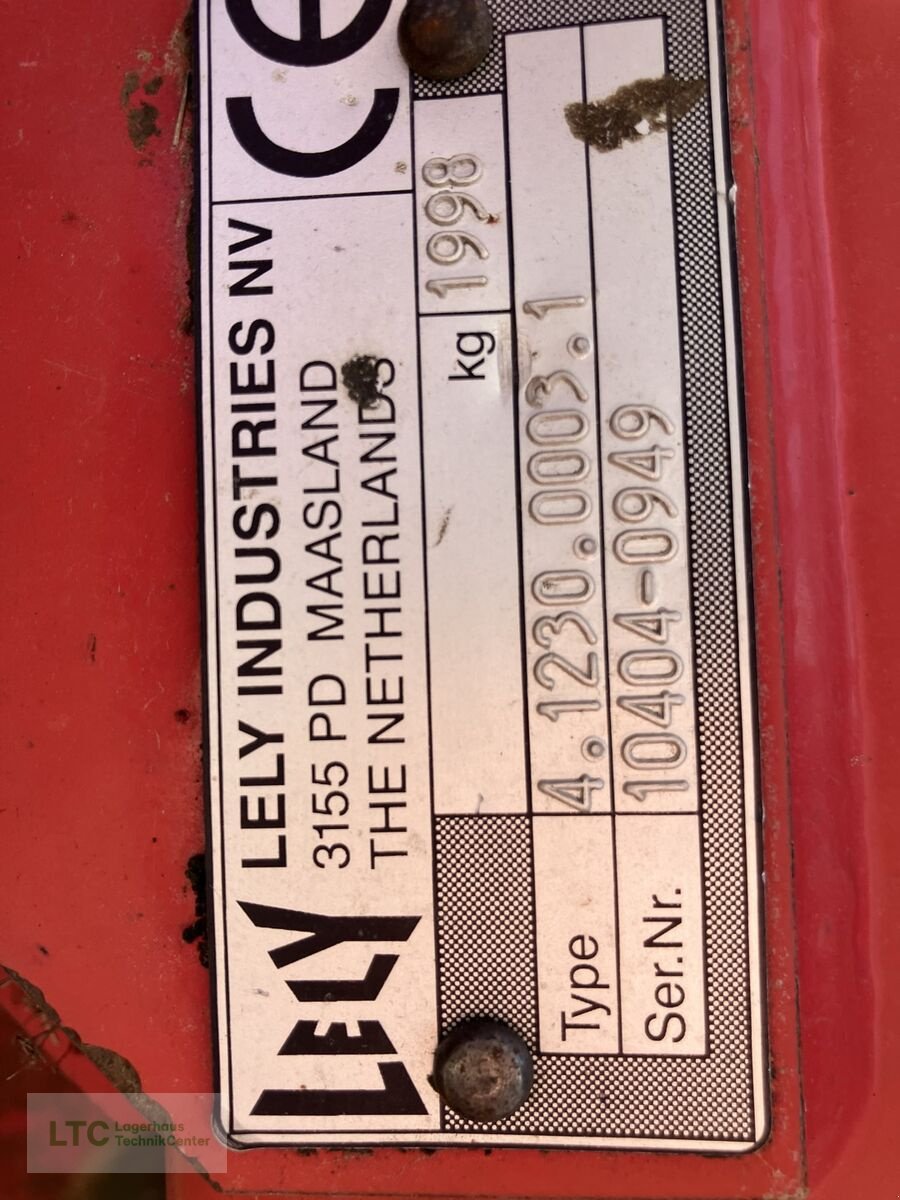 LELY
LELY INDUSTRIES NV
3155 PD MAASLAND
THE NETHERLANDS
CE
kg
1998
Type 4.1230.0003.1
Ser.Nr. 10404-0949
LTC Lagerhaus
TechnikCenter